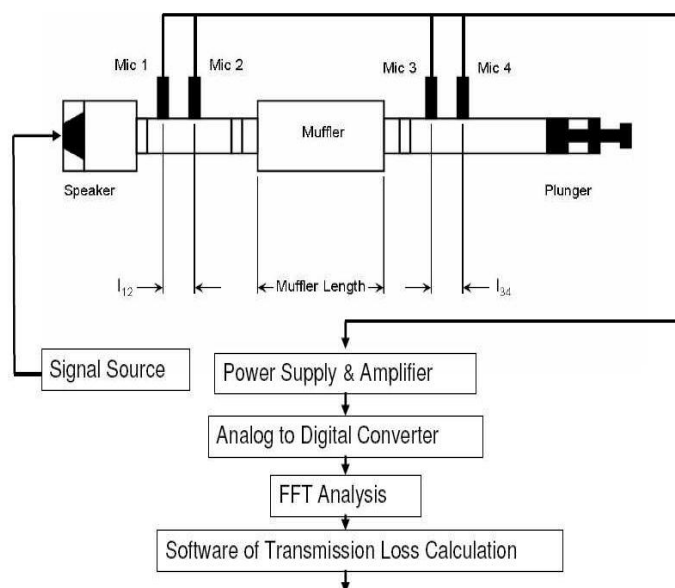 Mic 1
Mic 2
Mic 3
Mic 4
Muffler
Speaker
Plunger
l12
Muffler Length
l34
Signal Source
Power Supply & Amplifier
Analog to Digital Converter
FFT Analysis
Software of Transmission Loss Calculation